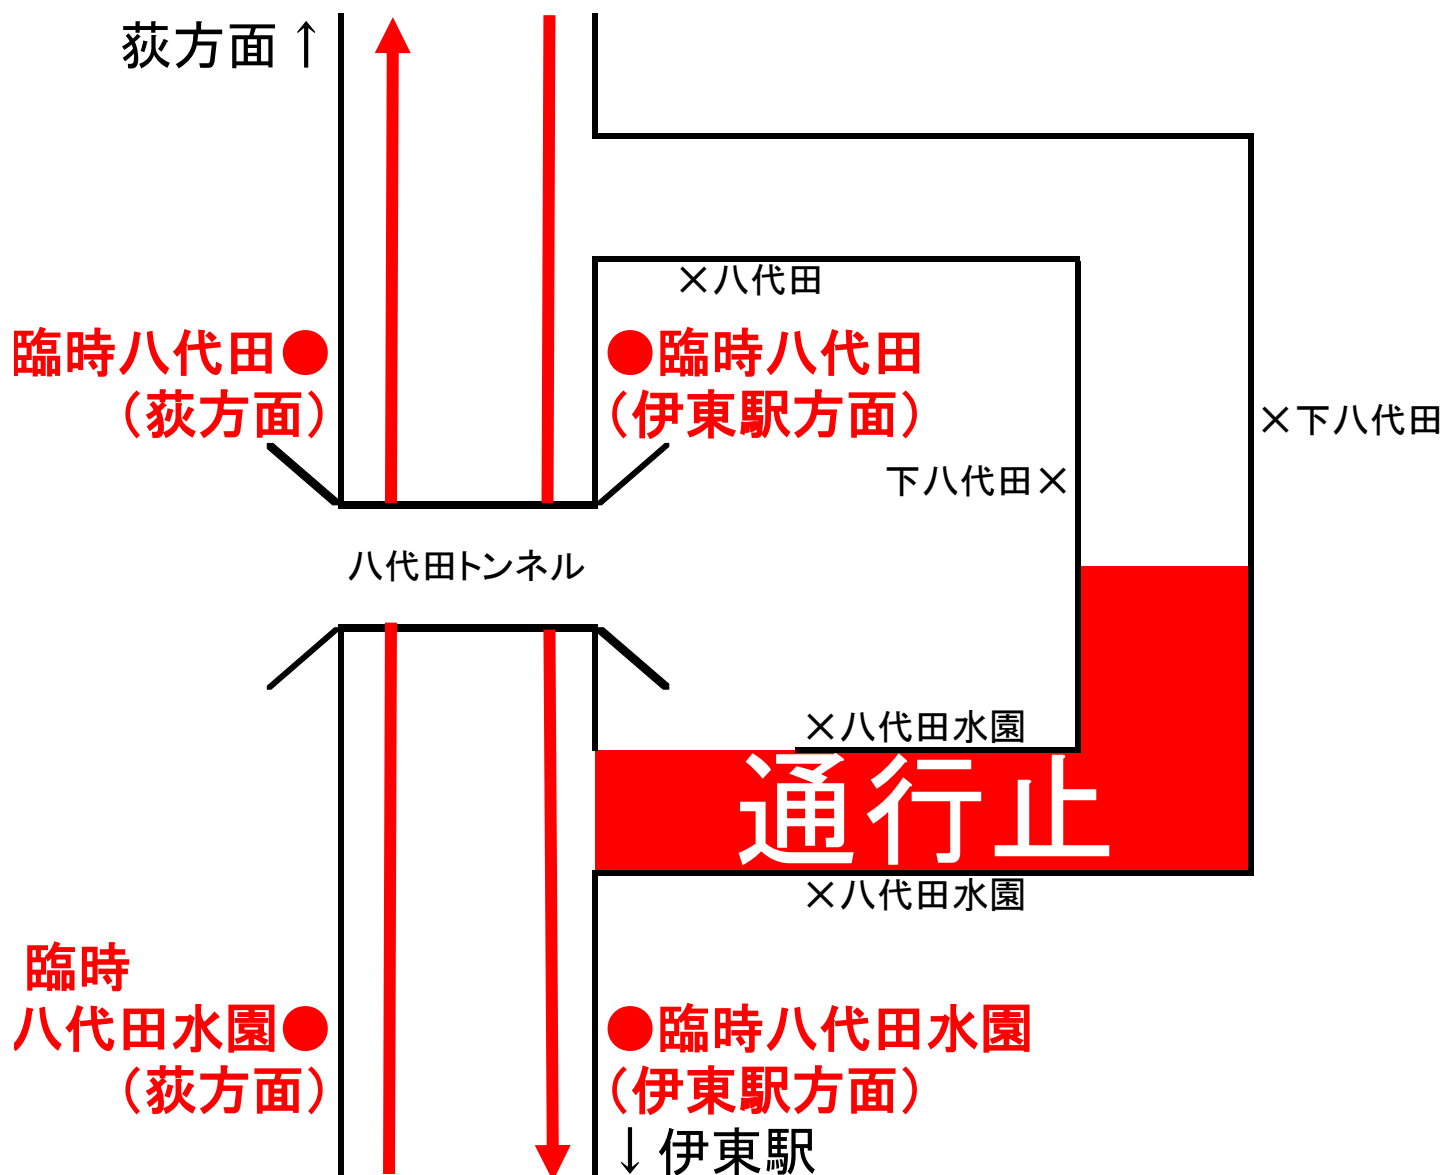 荻方面↑
×八代田
臨時八代田●
（荻方面）
●臨時八代田
（伊東駅方面）
×下八代田
下八代田×
八代田トンネル
×八代田水園
通行止
×八代田水園
臨時
八代田水園●
（荻方面）
●臨時八代田水園
（伊東駅方面）
↓伊東駅